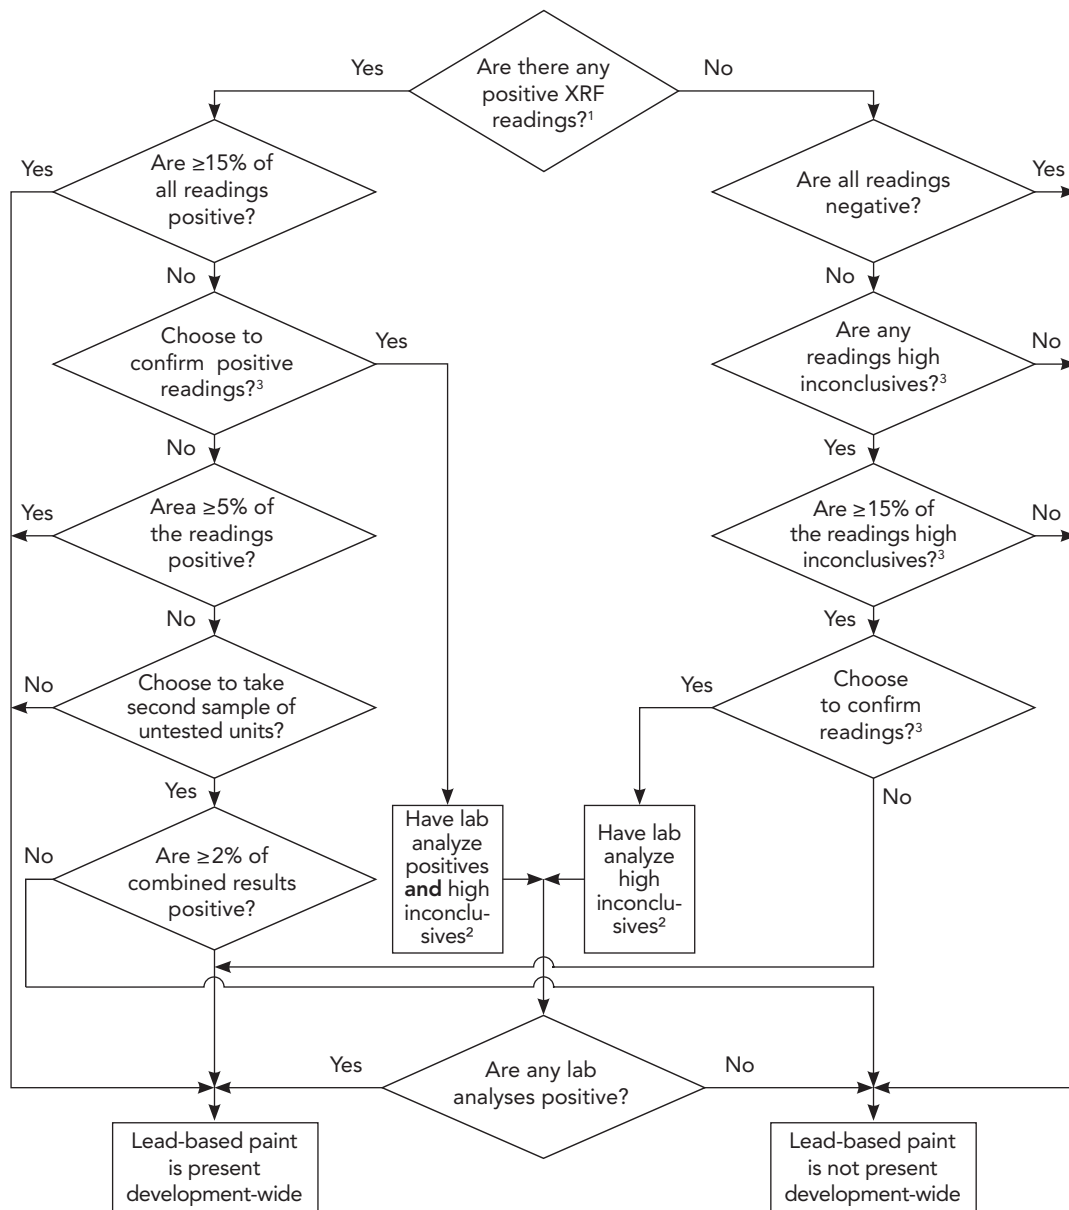 Are there any
positive XRF
readings?¹
Yes
No
Are ≥15% of
all readings
positive?
Yes
No
Are all readings
negative?
Yes
No
Choose to
confirm positive
readings?³
Yes
No
Are any
readings high
inconclusives?³
No
Yes
Area ≥5% of
the readings
positive?
Yes
No
Are ≥15% of
the readings high
inconclusives?³
No
Yes
Choose to take
second sample of
untested units?
No
Yes
Choose
to confirm
readings?³
Yes
No
Are ≥2% of
combined results
positive?
No
Have lab
analyze
positives
and high
inconclu-
sives²
Have lab
analyze
high
inconclu-
sives²
Are any lab
analyses positive?
Yes
No
Lead-based paint
is present
development-wide
Lead-based paint
is not present
development-wide